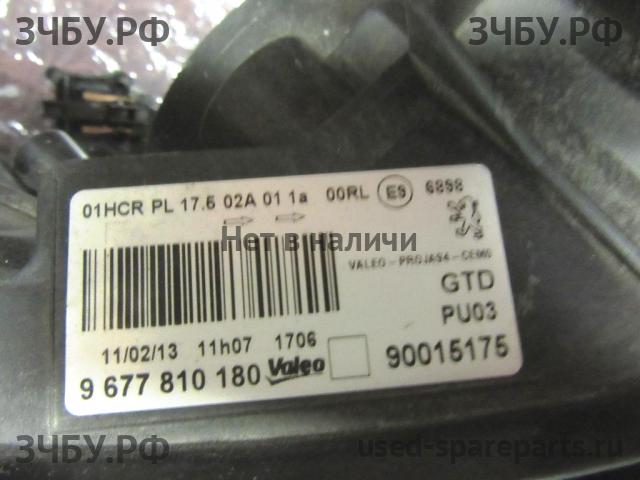 ЗЧБУ.РФ
ЗЧБУ.РФ
01HCR PL 17.5 02A 01 1a 00RL E9 6898
Нет в наличи
VALEO-PROJAS4-CE960
GTD
PU03
11/02/13 11h07 1706
9 677 810 180 Valeo 90015175
ЗЧБУ.РФ
used-spareparts.ru